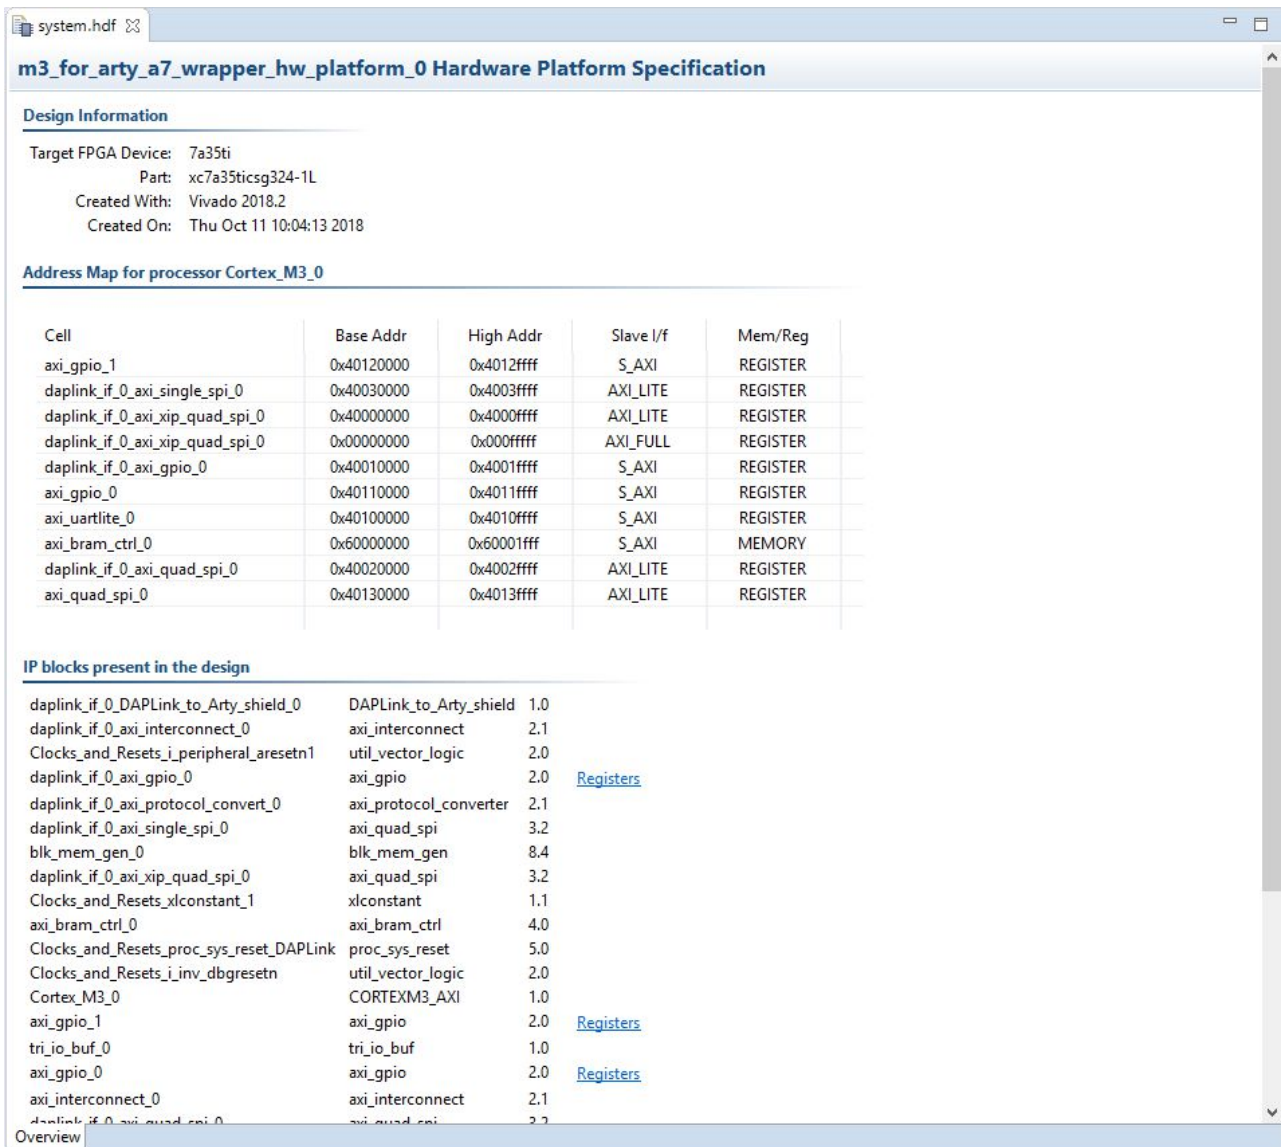 system.hdf
m3_for_arty_a7_wrapper_hw_platform_0 Hardware Platform Specification
Design Information
Target FPGA Device: 7a35ti
Part: xc7a35ticsg324-1L
Created With: Vivado 2018.2
Created On: Thu Oct 11 10:04:13 2018
Address Map for processor Cortex_M3_0
Cell Base Addr High Addr Slave I/f Mem/Reg
axi_gpio_1 0x40120000 0x4012ffff S_AXI REGISTER
daplink_if_0_axi_single_spi_0 0x40030000 0x4003ffff AXI_LITE REGISTER
daplink_if_0_axi_xip_quad_spi_0 0x40000000 0x4000ffff AXI_LITE REGISTER
daplink_if_0_axi_xip_quad_spi_0 0x00000000 0x000fffff AXI_FULL REGISTER
daplink_if_0_axi_gpio_0 0x40010000 0x4001ffff S_AXI REGISTER
axi_gpio_0 0x40110000 0x4011ffff S_AXI REGISTER
axi_uartlite_0 0x40100000 0x4010ffff S_AXI REGISTER
axi_bram_ctrl_0 0x60000000 0x60001fff S_AXI MEMORY
daplink_if_0_axi_quad_spi_0 0x40020000 0x4002ffff AXI_LITE REGISTER
axi_quad_spi_0 0x40130000 0x4013ffff AXI_LITE REGISTER
IP blocks present in the design
daplink_if_0_DAPLink_to_Arty_shield_0 DAPLink_to_Arty_shield 1.0
daplink_if_0_axi_interconnect_0 axi_interconnect 2.1
Clocks_and_Resets_i_peripheral_aresetn1 util_vector_logic 2.0
daplink_if_0_axi_gpio_0 axi_gpio 2.0 Registers
daplink_if_0_axi_protocol_convert_0 axi_protocol_converter 2.1
daplink_if_0_axi_single_spi_0 axi_quad_spi 3.2
blk_mem_gen_0 blk_mem_gen 8.4
daplink_if_0_axi_xip_quad_spi_0 axi_quad_spi 3.2
Clocks_and_Resets_xlconstant_1 xlconstant 1.1
axi_bram_ctrl_0 axi_bram_ctrl 4.0
Clocks_and_Resets_proc_sys_reset_DAPLink proc_sys_reset 5.0
Clocks_and_Resets_i_inv_dbgresetn util_vector_logic 2.0
Cortex_M3_0 CORTEXM3_AXI 1.0
axi_gpio_1 axi_gpio 2.0 Registers
tri_io_buf_0 tri_io_buf 1.0
axi_gpio_0 axi_gpio 2.0 Registers
axi_interconnect_0 axi_interconnect 2.1
daplink_if_0_axi_quad_spi_0 axi_quad_spi 3.2
Overview